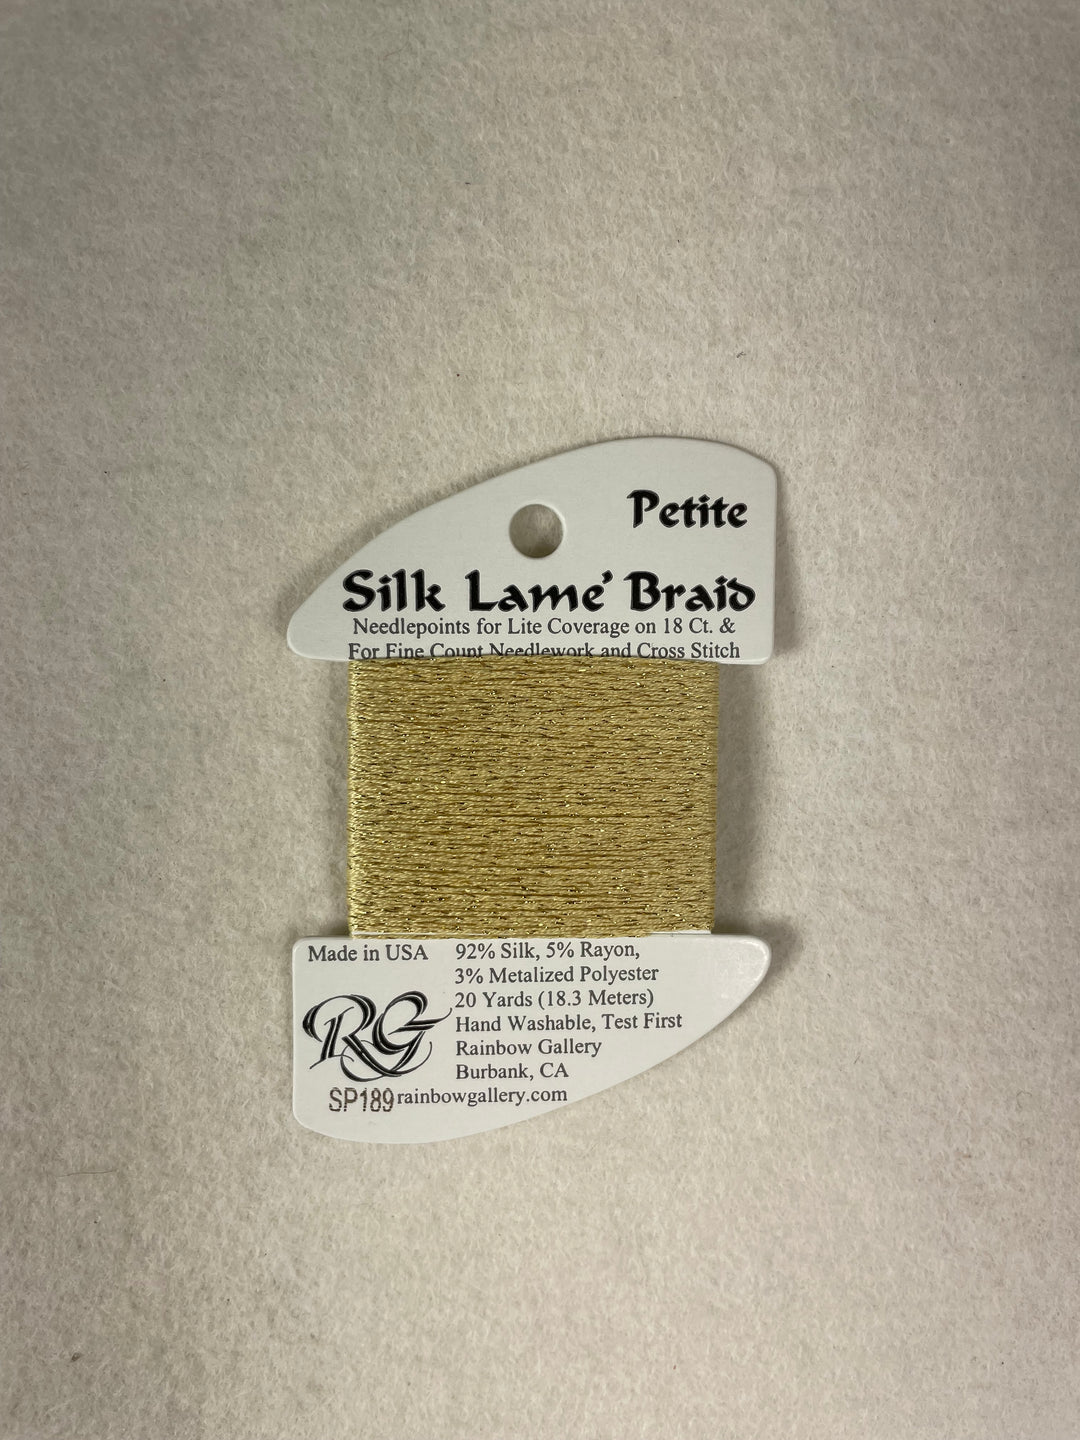 Petite
Silk Lame' Braid
Needlepoints for Lite Coverage on 18 Ct. &
For Fine Count Needlework and Cross Stitch
Made in USA
92% Silk, 5% Rayon,
3% Metalized Polyester
20 Yards (18.3 Meters)
Hand Washable, Test First
Rainbow Gallery
Burbank, CA
rainbowgallery.com
RG
SP189